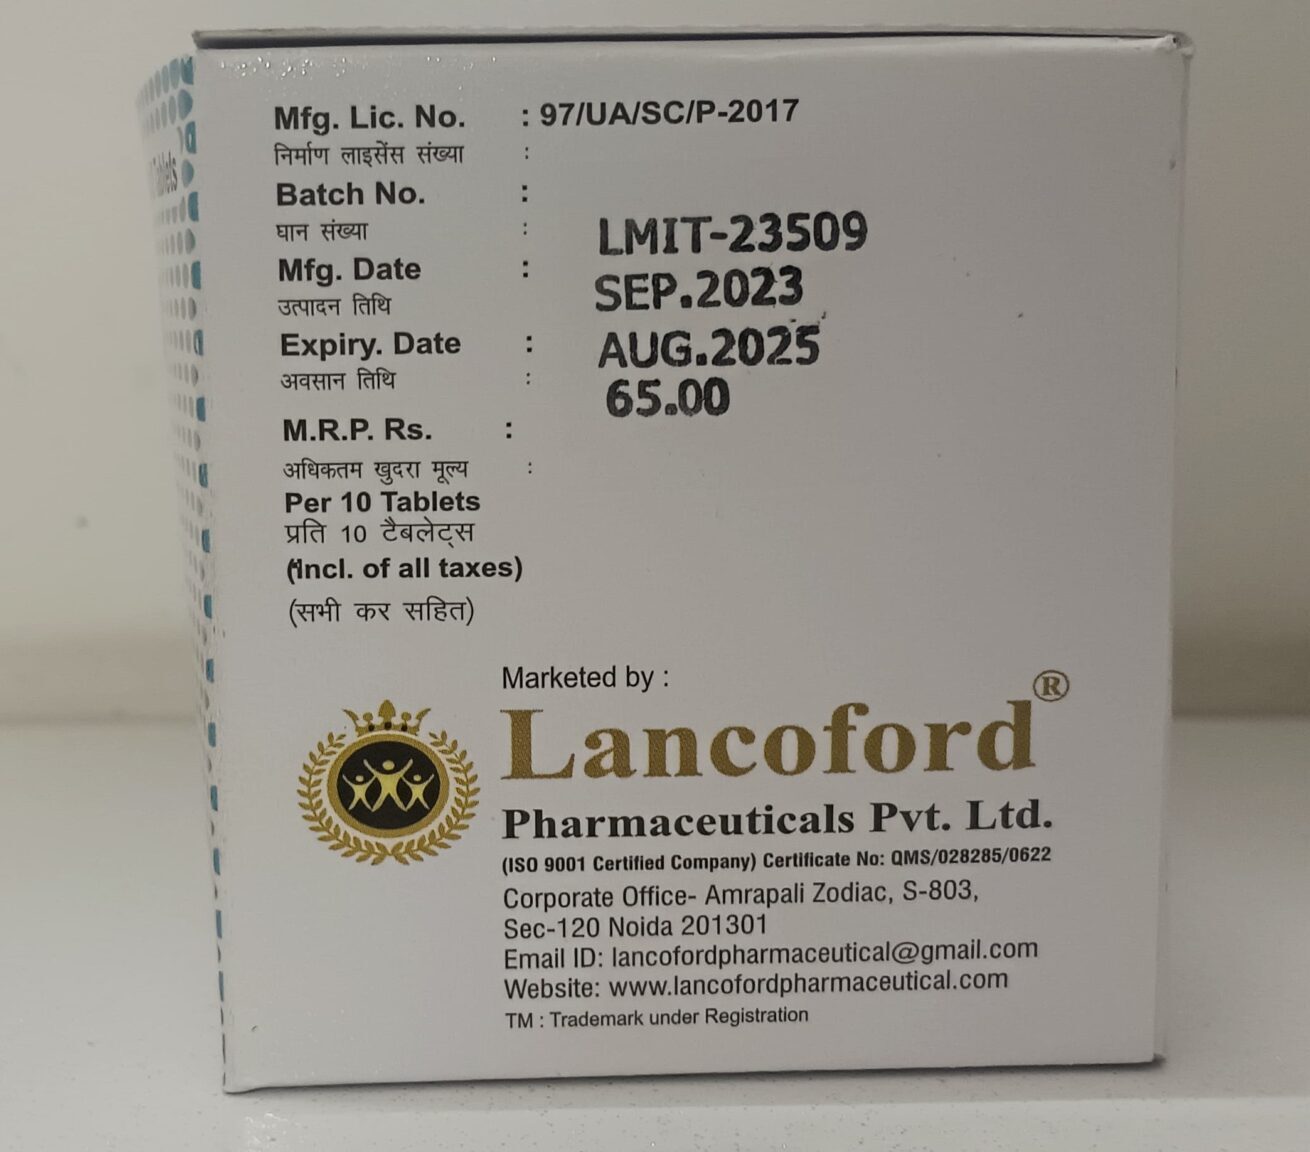 Mfg. Lic. No. : 97/UA/SC/P-2017
निर्माण लाइसेंस संख्या :
Batch No. :
घान संख्या : LMIT-23509
Mfg. Date : SEP.2023
उत्पादन तिथि
Expiry. Date : AUG.2025
अवसान तिथि : 65.00
M.R.P. Rs. :
अधिकतम खुदरा मूल्य :
Per 10 Tablets
प्रति 10 टैबलेट्स
(Incl. of all taxes)
(सभी कर सहित)
Marketed by :
Lancoford ®
Pharmaceuticals Pvt. Ltd.
(ISO 9001 Certified Company) Certificate No: QMS/028285/0622
Corporate Office- Amrapali Zodiac, S-803,
Sec-120 Noida 201301
Email ID: lancofordpharmaceutical@gmail.com
Website: www.lancofordpharmaceutical.com
TM : Trademark under Registration